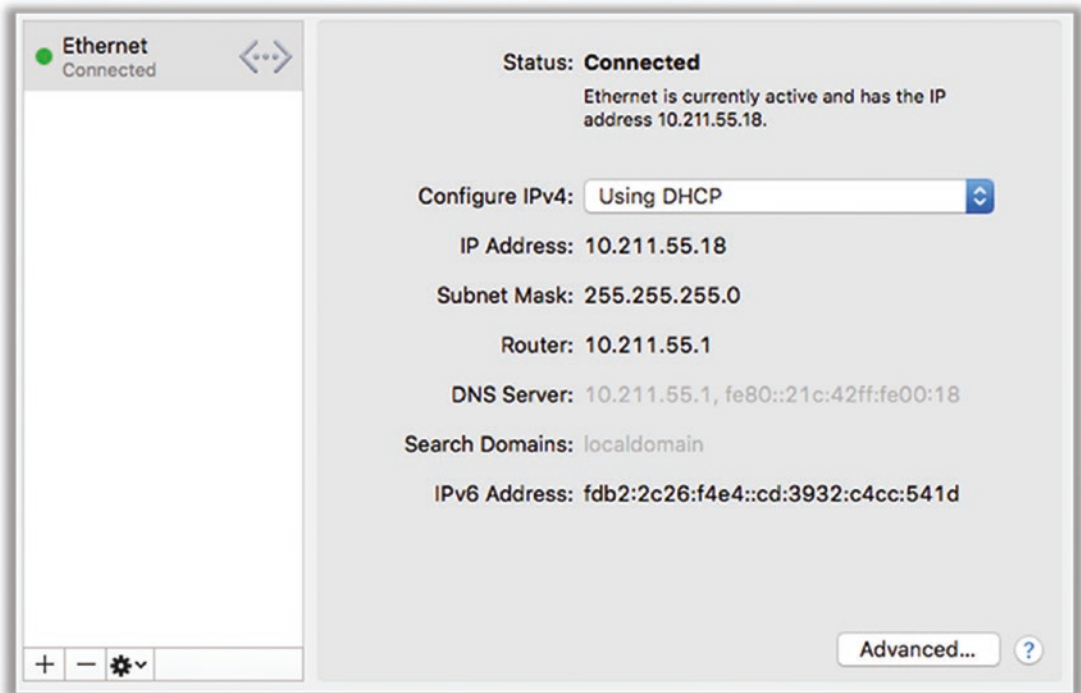 Ethernet
Connected
Status: Connected
Ethernet is currently active and has the IP
address 10.211.55.18.
Configure IPv4: Using DHCP
IP Address: 10.211.55.18
Subnet Mask: 255.255.255.0
Router: 10.211.55.1
DNS Server: 10.211.55.1, fe80::21c:42ff:fe00:18
Search Domains: localdomain
IPv6 Address: fdb2:2c26:f4e4::cd:3932:c4cc:541d
Advanced... ?